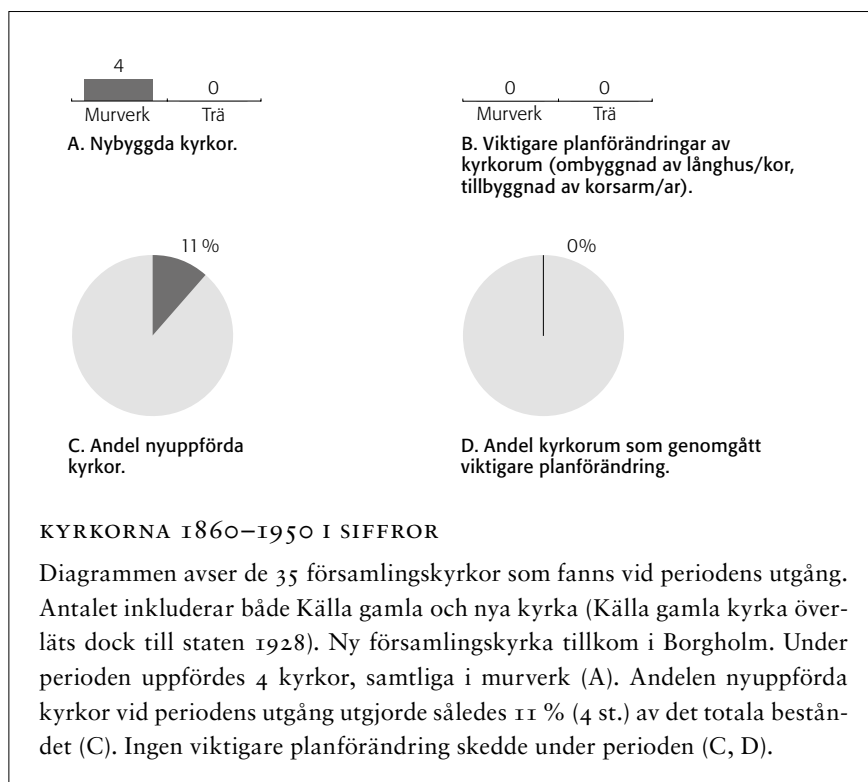 4
0
Murverk
Trä
A. Nybyggda kyrkor.
0
0
Murverk
Trä
B. Viktigare planförändringar av
kyrkorum (ombyggnad av långhus/kor,
tillbyggnad av korsarm/ar).
11 %
C. Andel nyuppförda
kyrkor.
0%
D. Andel kyrkorum som genomgått
viktigare planförändring.
KYRKORNA 1860–1950 I SIFFROR
Diagrammen avser de 35 församlingskyrkor som fanns vid periodens utgång.
Antalet inkluderar både Källa gamla och nya kyrka (Källa gamla kyrka över-
läts dock till staten 1928). Ny församlingskyrka tillkom i Borgholm. Under
perioden uppfördes 4 kyrkor, samtliga i murverk (A). Andelen nyuppförda
kyrkor vid periodens utgång utgjorde således 11 % (4 st.) av det totala bestån-
det (C). Ingen viktigare planförändring skedde under perioden (C, D).